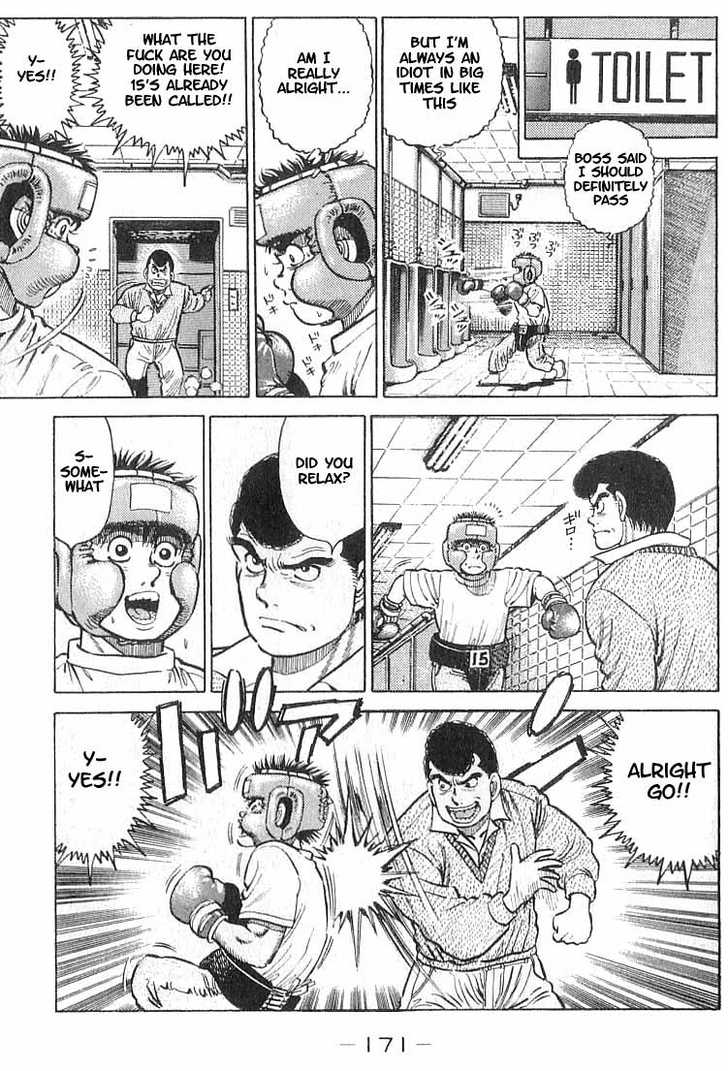 TOILET
BOSS SAID
I SHOULD
DEFINITELY
PASS
BUT I'M
ALWAYS AN
IDIOT IN BIG
TIMES LIKE
THIS
AM I
REALLY
ALRIGHT...
WHAT THE
FUCK ARE YOU
DOING HERE!
15'S ALREADY
BEEN CALLED!!
Y-
YES!!
ギロ…
15
DID YOU
RELAX?
S-
SOME-
WHAT
ALRIGHT
GO!!
Y-
YES!!
-171-